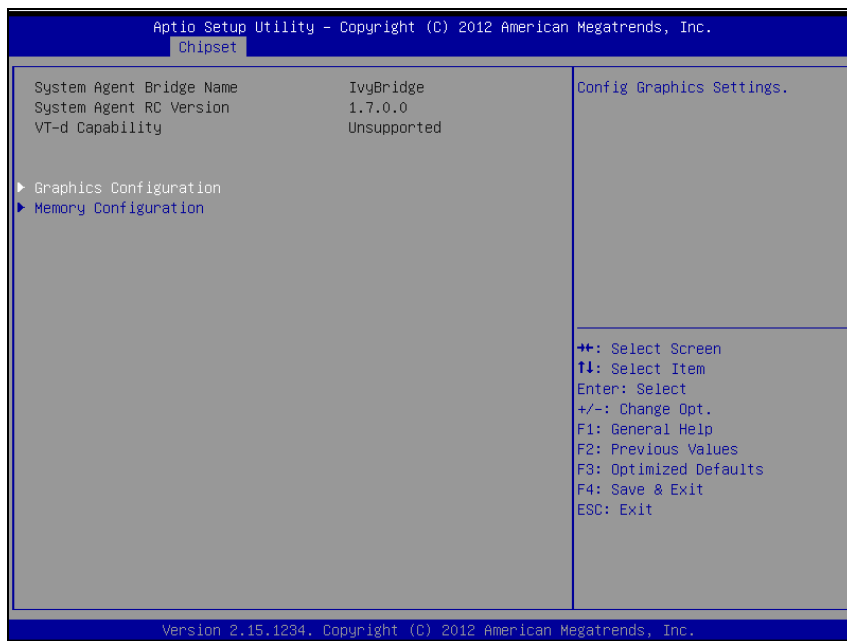 Aptio Setup Utility – Copyright (C) 2012 American Megatrends, Inc.
Chipset
System Agent Bridge Name IvyBridge
System Agent RC Version 1.7.0.0
VT-d Capability Unsupported
► Graphics Configuration
► Memory Configuration
Config Graphics Settings.
→←: Select Screen
↑↓: Select Item
Enter: Select
+/-: Change Opt.
F1: General Help
F2: Previous Values
F3: Optimized Defaults
F4: Save & Exit
ESC: Exit
Version 2.15.1234. Copyright (C) 2012 American Megatrends, Inc.